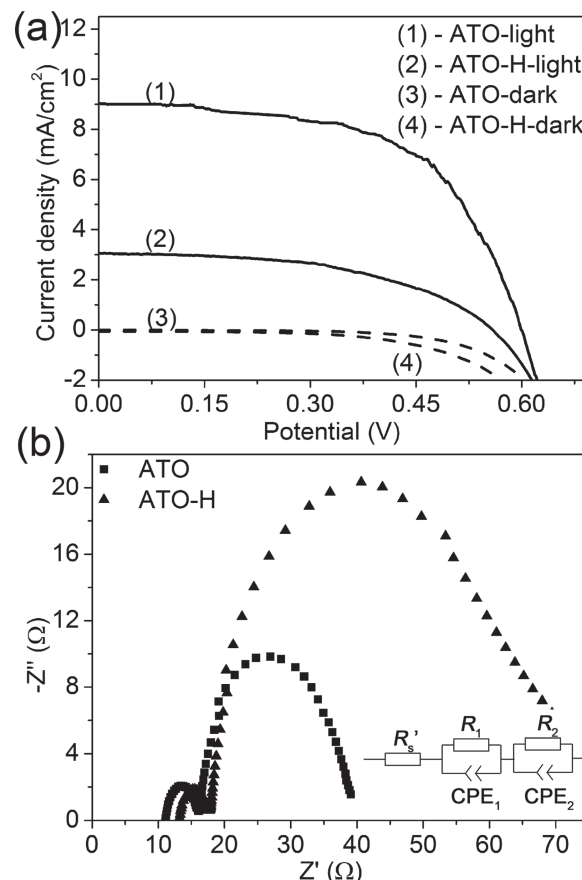 (a)
(1) - ATO-light
(2) - ATO-H-light
(3) - ATO-dark
(4) - ATO-H-dark
Current density (mA/cm²)
12
10
8
6
4
2
0
-2
(1)
(2)
(3)
(4)
0.00 0.15 0.30 0.45 0.60
Potential (V)
(b)
ATO
ATO-H
-Z'' (Ω)
20
16
12
8
4
0
Rs' R1 R2
CPE1 CPE2
0 10 20 30 40 50 60 70
Z' (Ω)